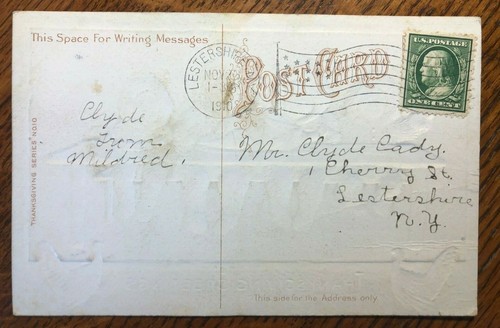 This Space For Writing Messages
POST CARD
LESTERSHIRE
NOV
1910
U.S. POSTAGE
ONE CENT
Clyde
From
Mildred.
Mr. Clyde Cady.
1 Cherry St.
Lestershire
N.Y.
THANKSGIVING SERIES No 10
This side for the Address only